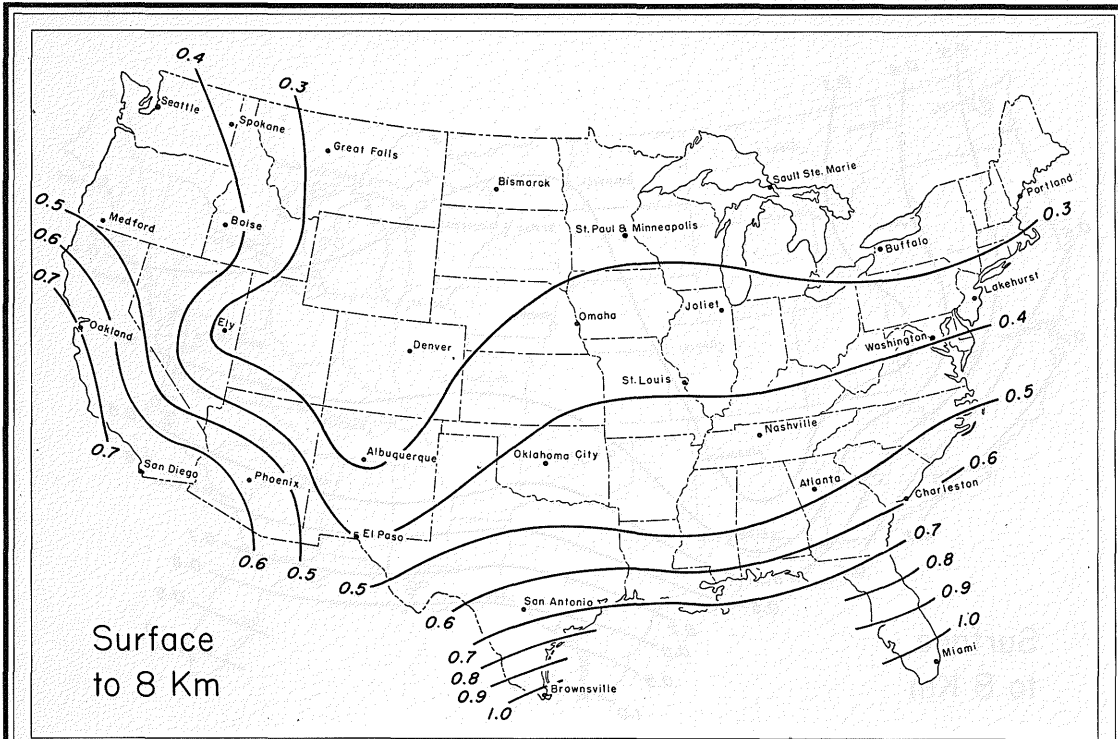 0.4
0.3
Seattle
Spokane
Great Falls
Bismarck
Sault Ste. Marie
Portland
0.5
Medford
Boise
St. Paul & Minneapolis
0.3
0.6
Buffalo
0.7
Lakehurst
Oakland
Ely
Omaha
Joliet
0.4
Denver
Washington
St. Louis
0.5
0.7
Nashville
San Diego
Phoenix
Albuquerque
Oklahoma City
Atlanta
0.6
Charleston
El Paso
0.7
0.6
0.5
0.5
0.8
0.6
San Antonio
0.9
1.0
Surface
to 8 Km
0.7
0.8
0.9
Miami
Brownsville
1.0